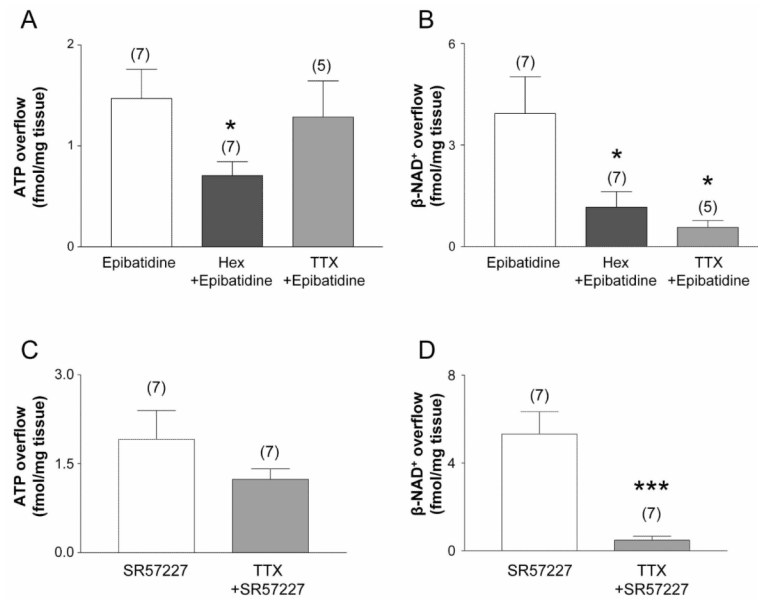 A
ATP overflow
(fmol/mg tissue)
2
1
0
(7)
*
(7)
(5)
Epibatidine
Hex
+Epibatidine
TTX
+Epibatidine
B
β-NAD⁺ overflow
(fmol/mg tissue)
6
3
0
(7)
*
(7)
*
(5)
Epibatidine
Hex
+Epibatidine
TTX
+Epibatidine
C
ATP overflow
(fmol/mg tissue)
3.0
1.5
0.0
(7)
(7)
SR57227
TTX
+SR57227
D
β-NAD⁺ overflow
(fmol/mg tissue)
8
4
0
(7)
***
(7)
SR57227
TTX
+SR57227